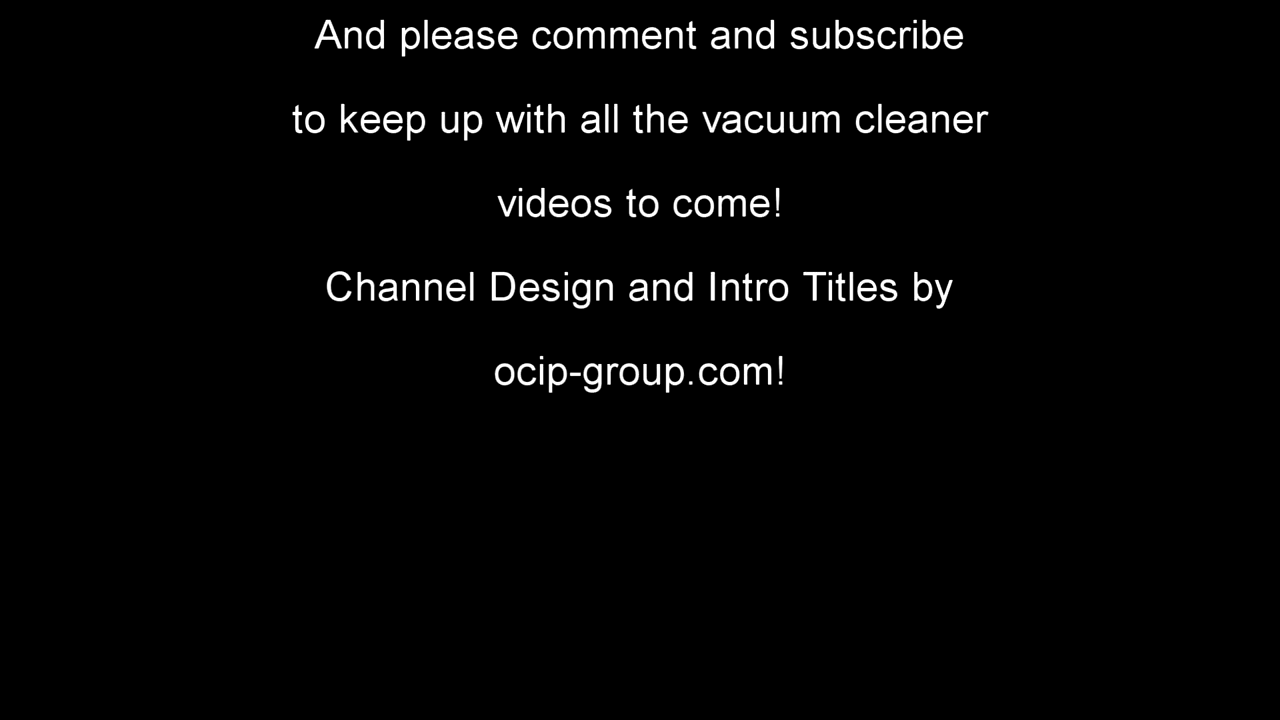 And please comment and subscribe
to keep up with all the vacuum cleaner
videos to come!
Channel Design and Intro Titles by
ocip-group.com!